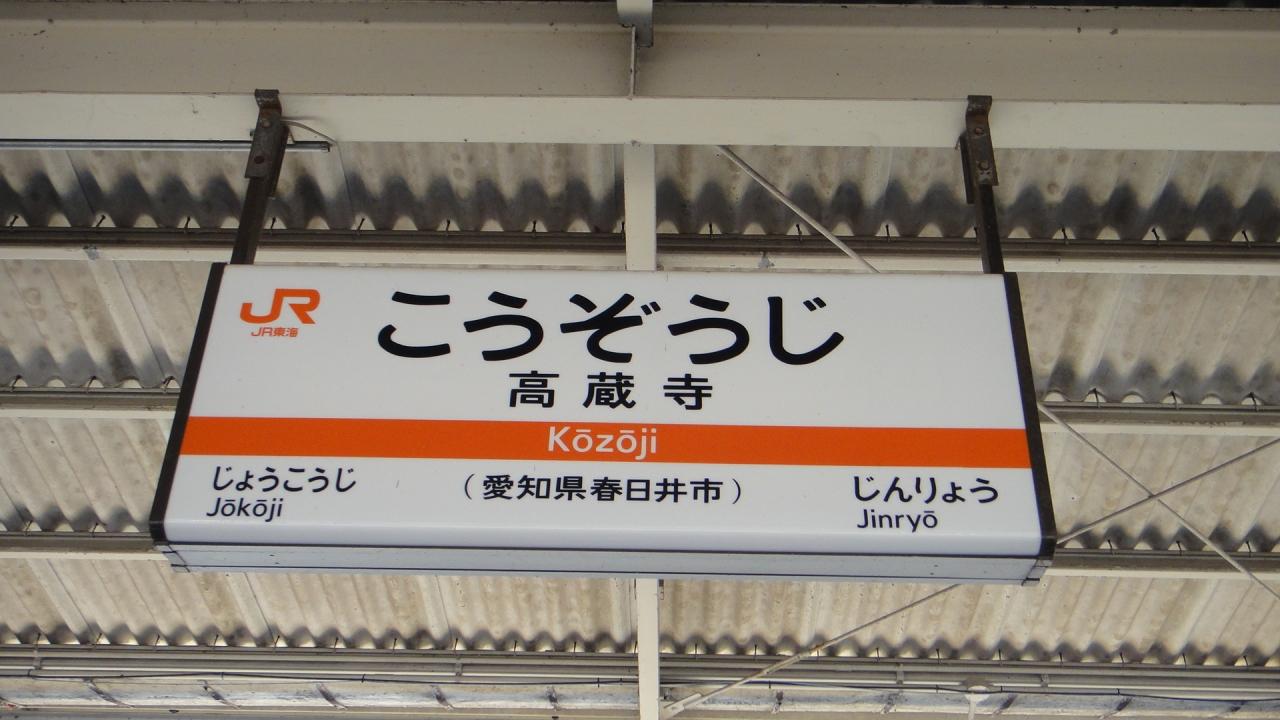 JR
JR東海
こうぞうじ
高蔵寺
Kōzōji
じょうこうじ
Jōkōji
(愛知県春日井市)
じんりょう
Jinryō